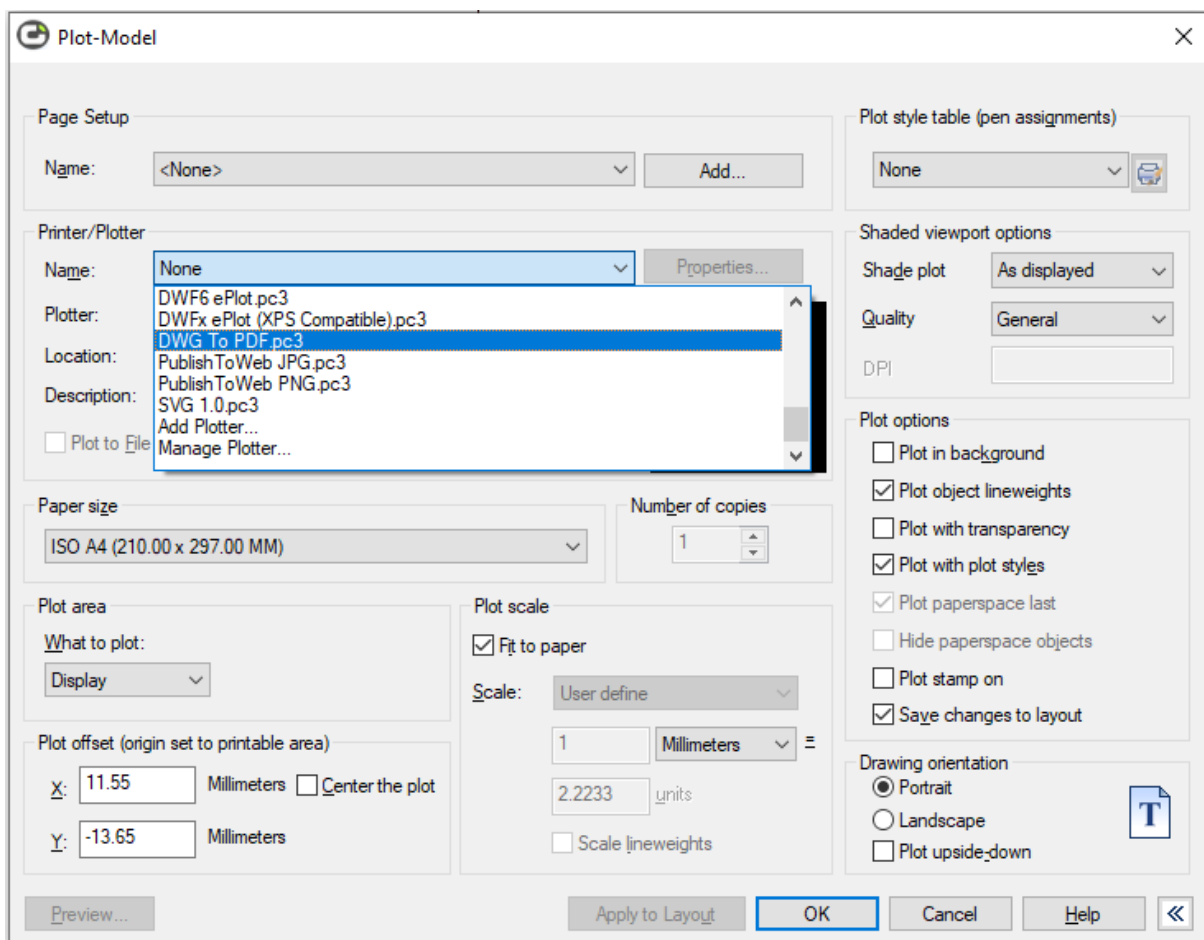 Plot-Model
Page Setup
Name: <None> Add...
Plot style table (pen assignments)
None
Printer/Plotter
Name: None Properties...
DWF6 ePlot.pc3
DWFx ePlot (XPS Compatible).pc3
DWG To PDF.pc3
PublishToWeb JPG.pc3
PublishToWeb PNG.pc3
SVG 1.0.pc3
Add Plotter...
Manage Plotter...
Plotter:
Location:
Description:
Plot to File
Shaded viewport options
Shade plot As displayed
Quality General
DPI
Paper size
ISO A4 (210.00 x 297.00 MM)
Number of copies
1
Plot options
Plot in background
Plot object lineweights
Plot with transparency
Plot with plot styles
Plot paperspace last
Hide paperspace objects
Plot stamp on
Save changes to layout
Plot area
What to plot:
Display
Plot scale
Fit to paper
Scale: User define
1 Millimeters =
2.2233 units
Scale lineweights
Plot offset (origin set to printable area)
X: 11.55 Millimeters Center the plot
Y: -13.65 Millimeters
Drawing orientation
Portrait
Landscape
Plot upside-down
T
Preview... Apply to Layout OK Cancel Help «